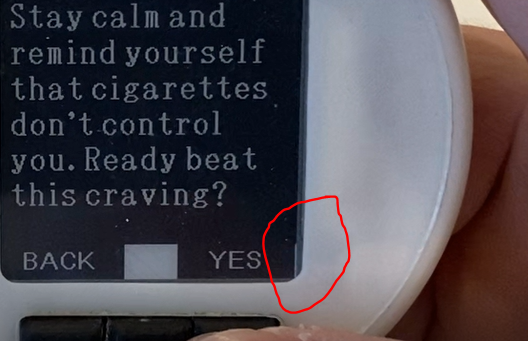 Stay calm and
remind yourself
that cigarettes
don't control
you. Ready beat
this craving?
BACK YES